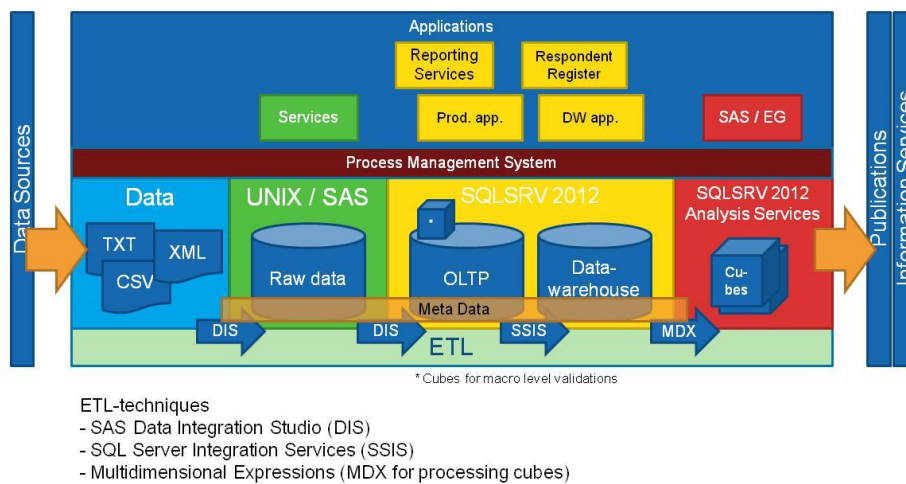 Applications
Reporting
Services
Respondent
Register
Services
Prod. app.
DW app.
SAS / EG
Process Management System
Data Sources
Data
UNIX / SAS
SQLSRV 2012
SQLSRV 2012
Analysis Services
TXT
XML
CSV
Raw data
*
OLTP
Data-
warehouse
Cu-
bes
Meta Data
DIS
DIS
SSIS
MDX
ETL
Publications
Information Services
* Cubes for macro level validations
ETL-techniques
- SAS Data Integration Studio (DIS)
- SQL Server Integration Services (SSIS)
- Multidimensional Expressions (MDX for processing cubes)